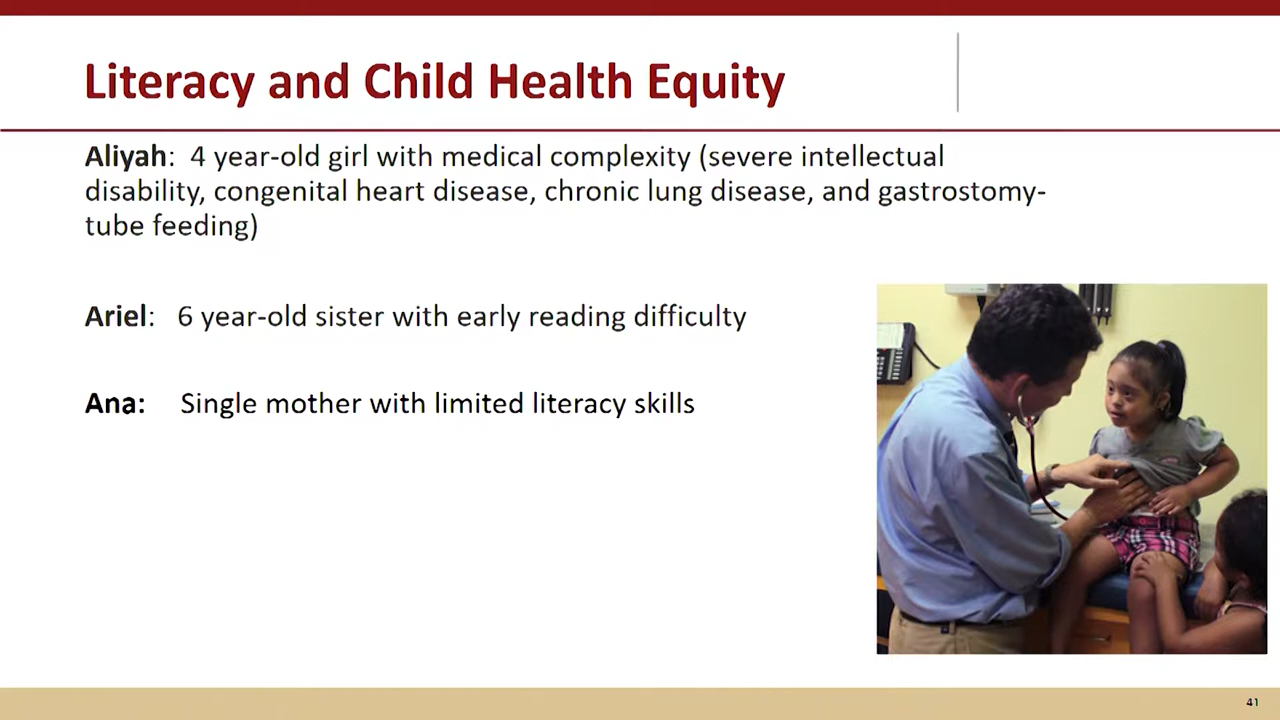 Literacy and Child Health Equity
Aliyah: 4 year-old girl with medical complexity (severe intellectual
disability, congenital heart disease, chronic lung disease, and gastrostomy-
tube feeding)
Ariel: 6 year-old sister with early reading difficulty
Ana: Single mother with limited literacy skills
41